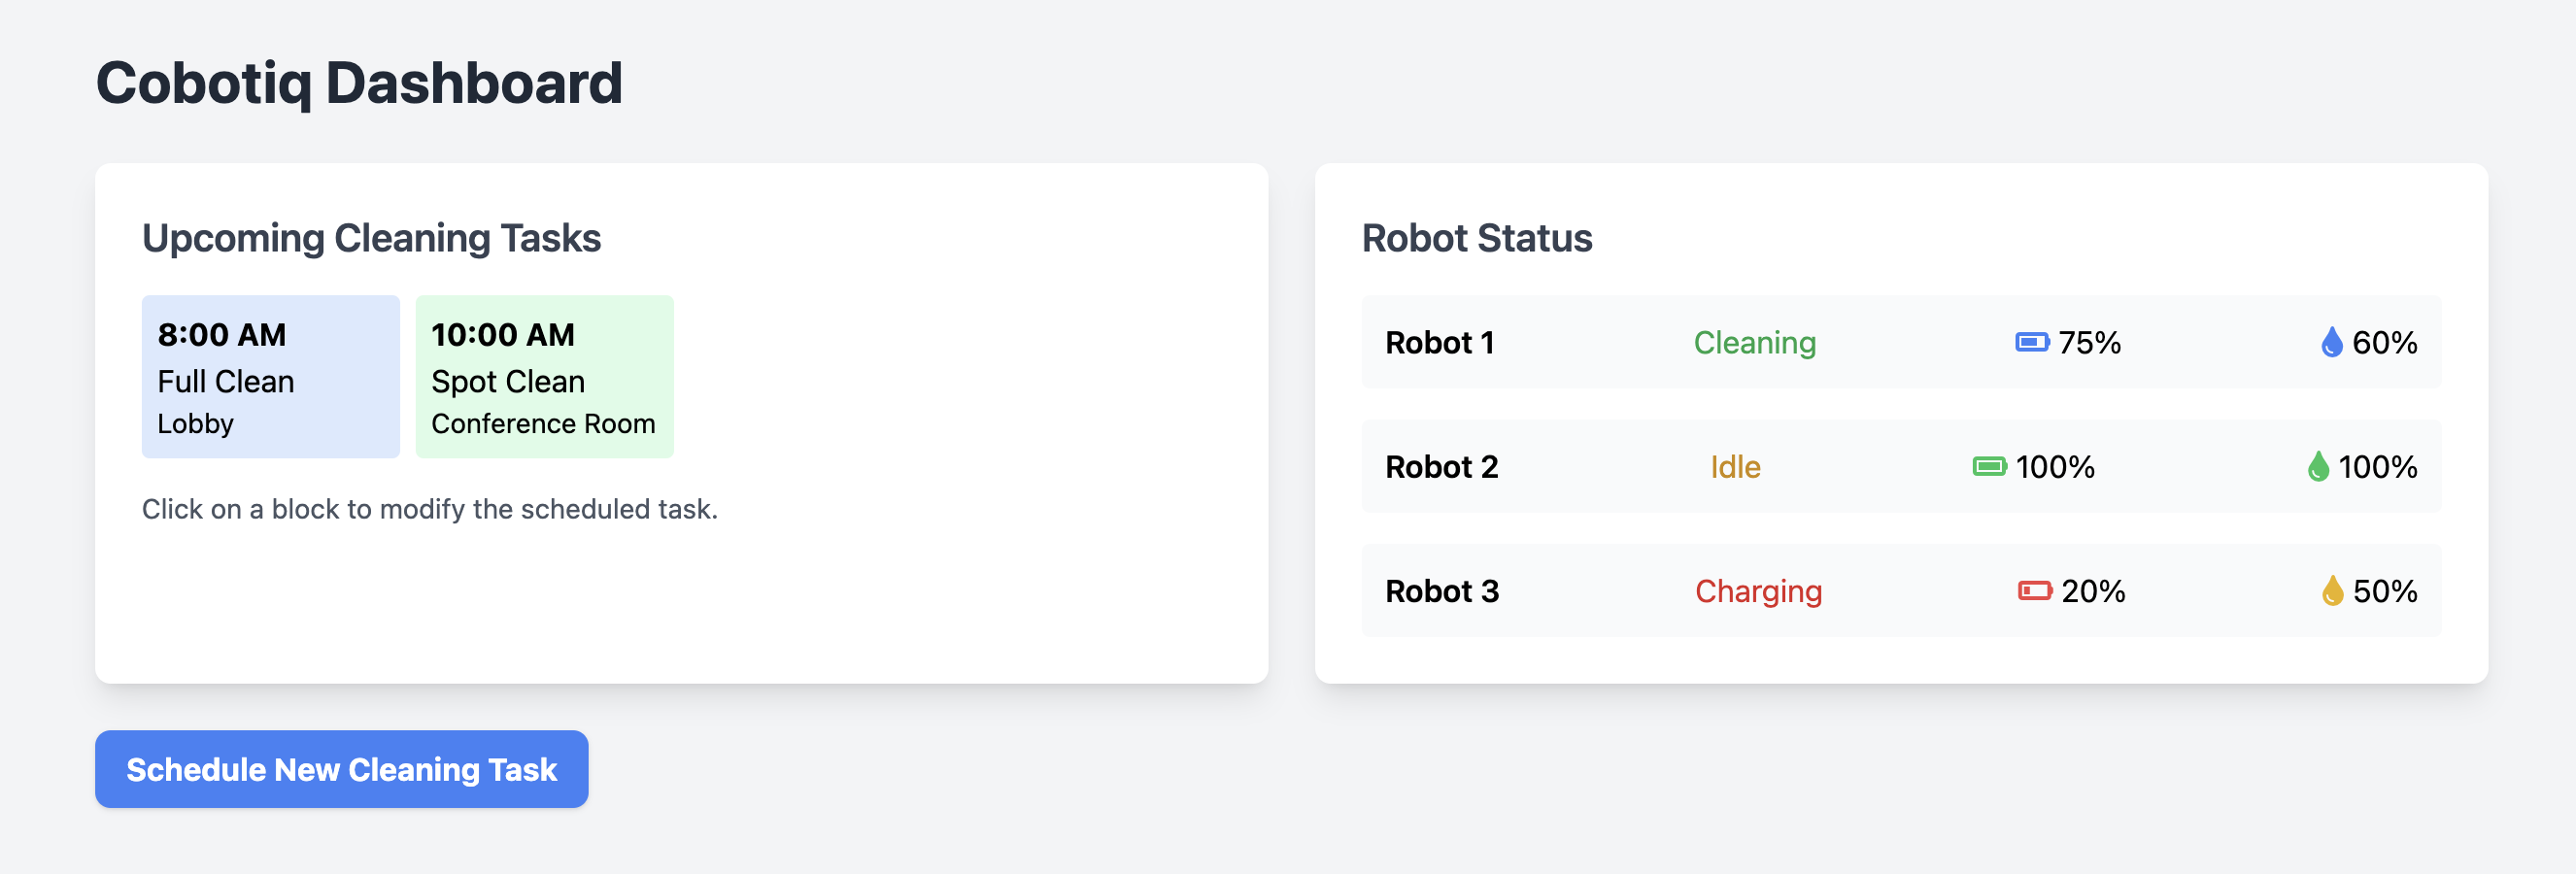 Cobotiq Dashboard
Upcoming Cleaning Tasks
8:00 AM
Full Clean
Lobby
10:00 AM
Spot Clean
Conference Room
Click on a block to modify the scheduled task.
Robot Status
Robot 1 Cleaning 75% 60%
Robot 2 Idle 100% 100%
Robot 3 Charging 20% 50%
Schedule New Cleaning Task